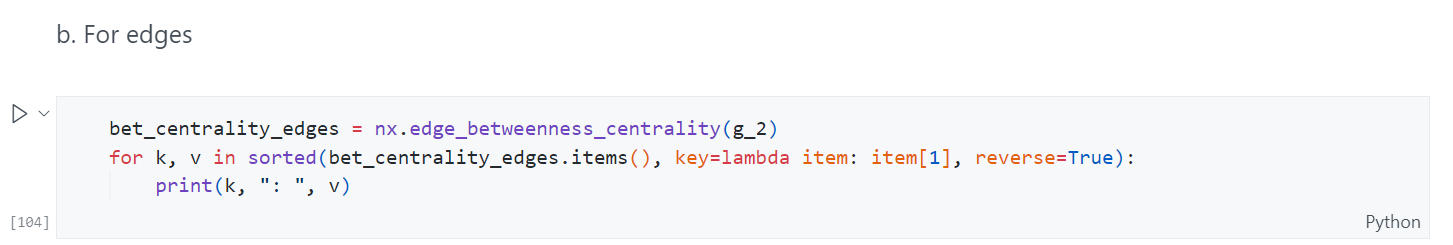 b. For edges
bet_centrality_edges = nx.edge_betweenness_centrality(g_2)
for k, v in sorted(bet_centrality_edges.items(), key=lambda item: item[1], reverse=True):
    print(k, ": ", v)
[104]
Python